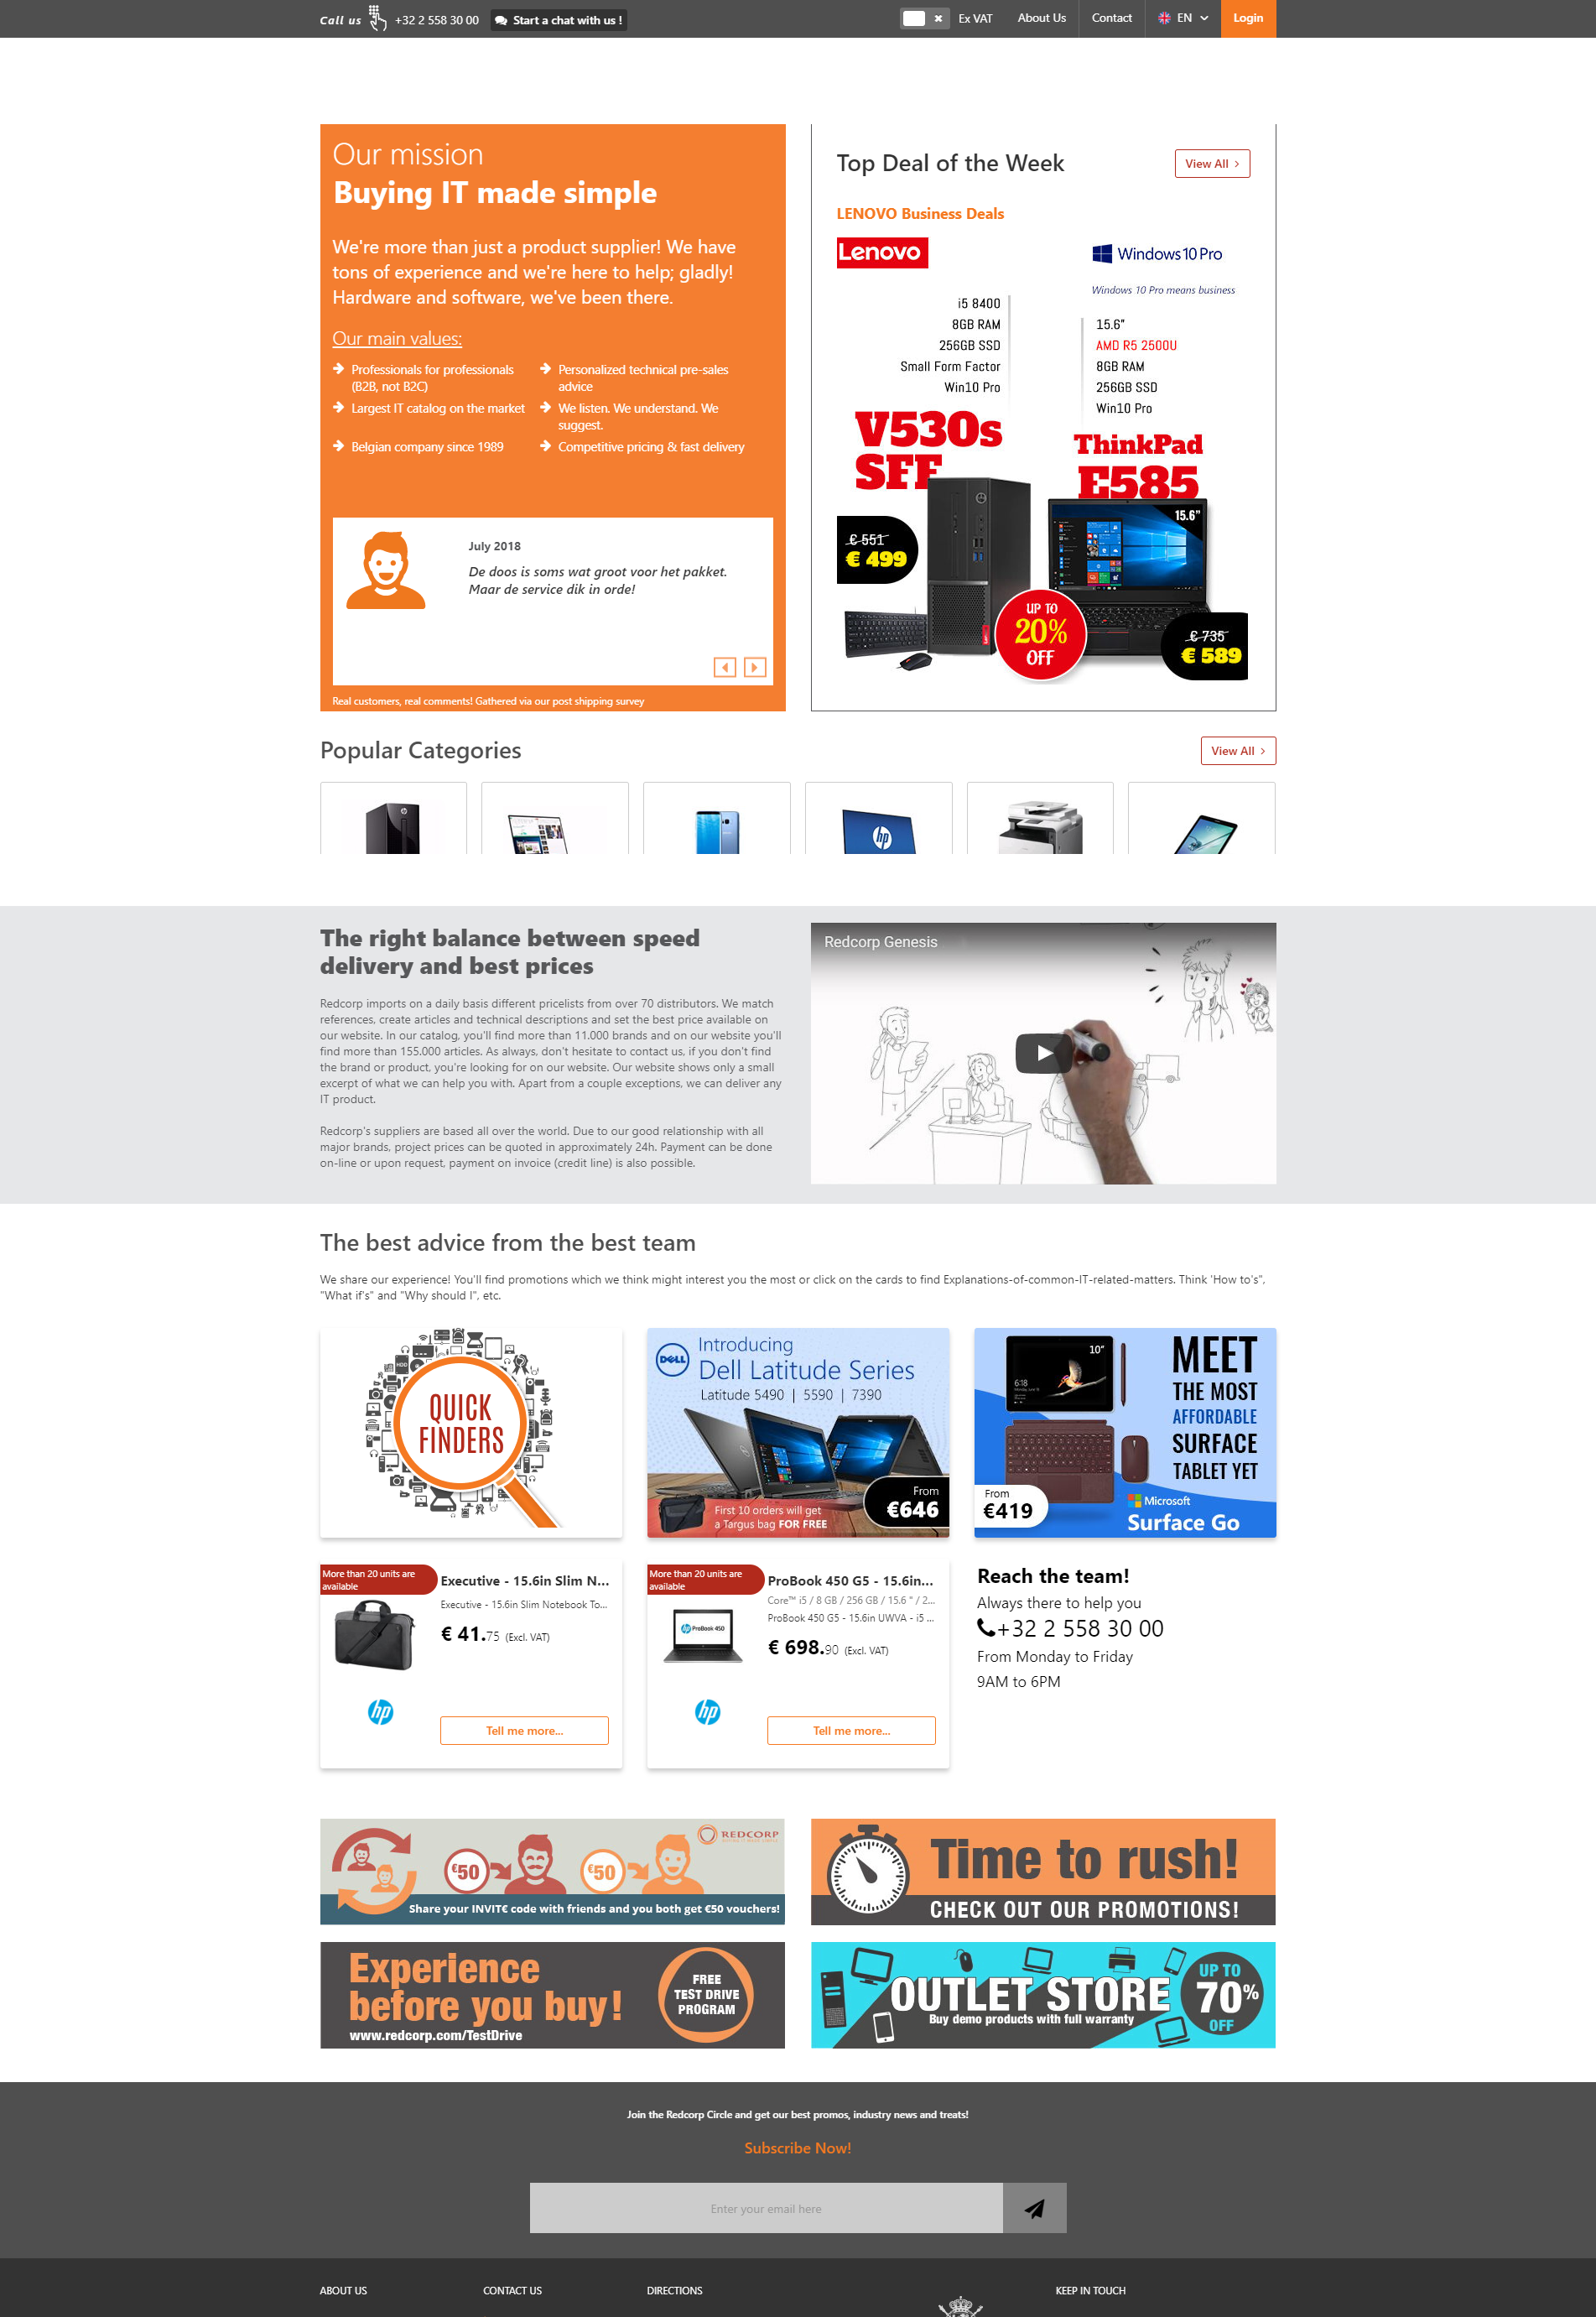 Call us +32 2 558 30 00 Start a chat with us !
Ex VAT About Us Contact EN Login
Our mission
Buying IT made simple
We're more than just a product supplier! We have
tons of experience and we're here to help; gladly!
Hardware and software, we've been there.
Our main values:
Professionals for professionals
(B2B, not B2C)
Personalized technical pre-sales
advice
Largest IT catalog on the market
We listen. We understand. We
suggest.
Belgian company since 1989
Competitive pricing & fast delivery
July 2018
De doos is soms wat groot voor het pakket.
Maar de service dik in orde!
Real customers, real comments! Gathered via our post shipping survey
Top Deal of the Week
View All
LENOVO Business Deals
Lenovo
Windows 10 Pro
Windows 10 Pro means business
i5 8400
8GB RAM
256GB SSD
Small Form Factor
Win10 Pro
15.6"
AMD R5 2500U
8GB RAM
256GB SSD
Win10 Pro
V530s
SFF
ThinkPad
E585
15.6"
€ 551
€ 499
UP TO
20%
OFF
€ 735
€ 589
Popular Categories
View All
hp
The right balance between speed
delivery and best prices
Redcorp imports on a daily basis different pricelists from over 70 distributors. We match
references, create articles and technical descriptions and set the best price available on
our website. In our catalog, you'll find more than 11.000 brands and on our website you'll
find more than 155.000 articles. As always, don't hesitate to contact us, if you don't find
the brand or product, you're looking for on our website. Our website shows only a small
excerpt of what we can help you with. Apart from a couple exceptions, we can deliver any
IT product.
Redcorp's suppliers are based all over the world. Due to our good relationship with all
major brands, project prices can be quoted in approximately 24h. Payment can be done
on-line or upon request, payment on invoice (credit line) is also possible.
Redcorp Genesis
The best advice from the best team
We share our experience! You'll find promotions which we think might interest you the most or click on the cards to find Explanations-of-common-IT-related-matters. Think 'How to's",
"What if's" and "Why should I", etc.
QUICK
FINDERS
DELL
Introducing
Dell Latitude Series
Latitude 5490 | 5590 | 7390
From
€646
First 10 orders will get
a Targus bag FOR FREE
10"
6:18
MEET
THE MOST
AFFORDABLE
SURFACE
TABLET YET
From
€419
Microsoft
Surface Go
More than 20 units are
available
Executive - 15.6in Slim N...
Executive - 15.6in Slim Notebook To...
€ 41.75 (Excl. VAT)
hp
Tell me more...
More than 20 units are
available
ProBook 450 G5 - 15.6in...
Core™ i5 / 8 GB / 256 GB / 15.6 " / 2...
ProBook 450 G5 - 15.6in UWVA - i5 ...
ProBook 450
€ 698.90 (Excl. VAT)
hp
Tell me more...
Reach the team!
Always there to help you
+32 2 558 30 00
From Monday to Friday
9AM to 6PM
REDCORP
€50
€50
Share your INVIT€ code with friends and you both get €50 vouchers!
Time to rush!
CHECK OUT OUR PROMOTIONS!
Experience
before you buy!
www.redcorp.com/TestDrive
FREE
TEST DRIVE
PROGRAM
OUTLET STORE
Buy demo products with full warranty
UP TO
70%
OFF
Join the Redcorp Circle and get our best promos, industry news and treats!
Subscribe Now!
Enter your email here
ABOUT US CONTACT US DIRECTIONS KEEP IN TOUCH